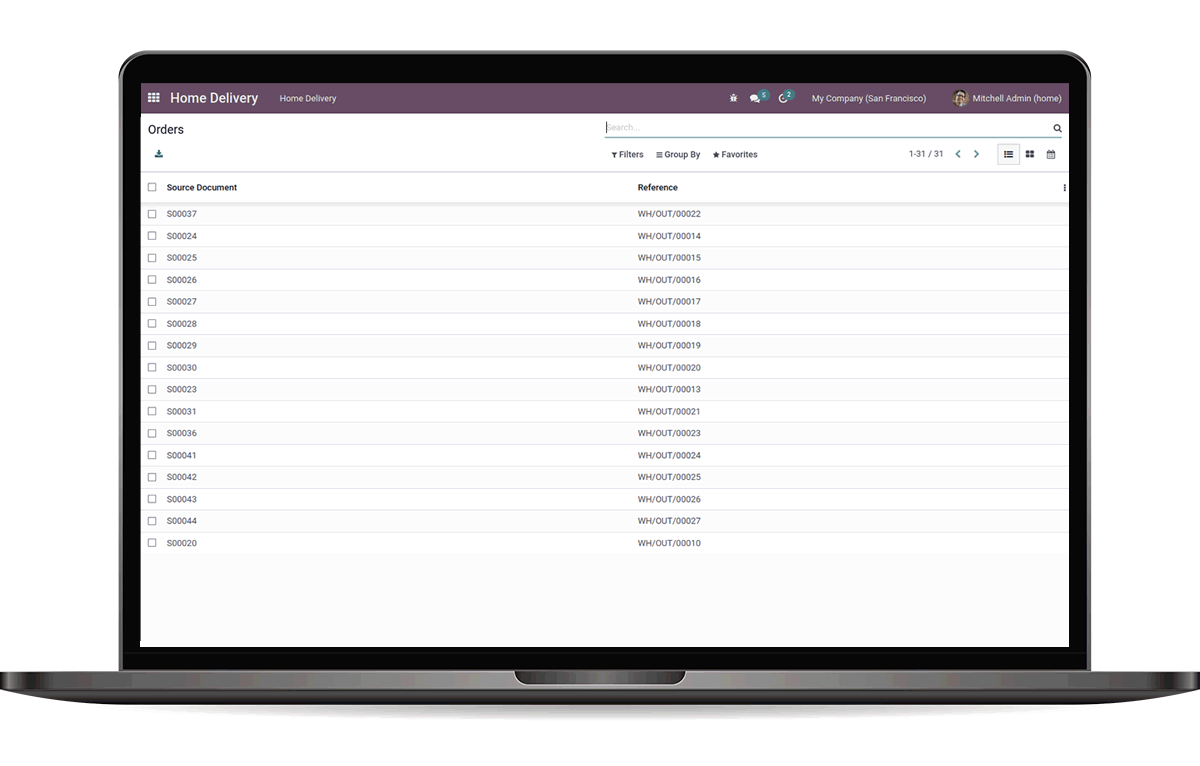 Home Delivery Home Delivery 5 2 My Company (San Francisco) Mitchell Admin (home)
Orders Search...
Filters Group By Favorites 1-31 / 31
Source Document Reference
S00037 WH/OUT/00022
S00024 WH/OUT/00014
S00025 WH/OUT/00015
S00026 WH/OUT/00016
S00027 WH/OUT/00017
S00028 WH/OUT/00018
S00029 WH/OUT/00019
S00030 WH/OUT/00020
S00023 WH/OUT/00013
S00031 WH/OUT/00021
S00036 WH/OUT/00023
S00041 WH/OUT/00024
S00042 WH/OUT/00025
S00043 WH/OUT/00026
S00044 WH/OUT/00027
S00020 WH/OUT/00010